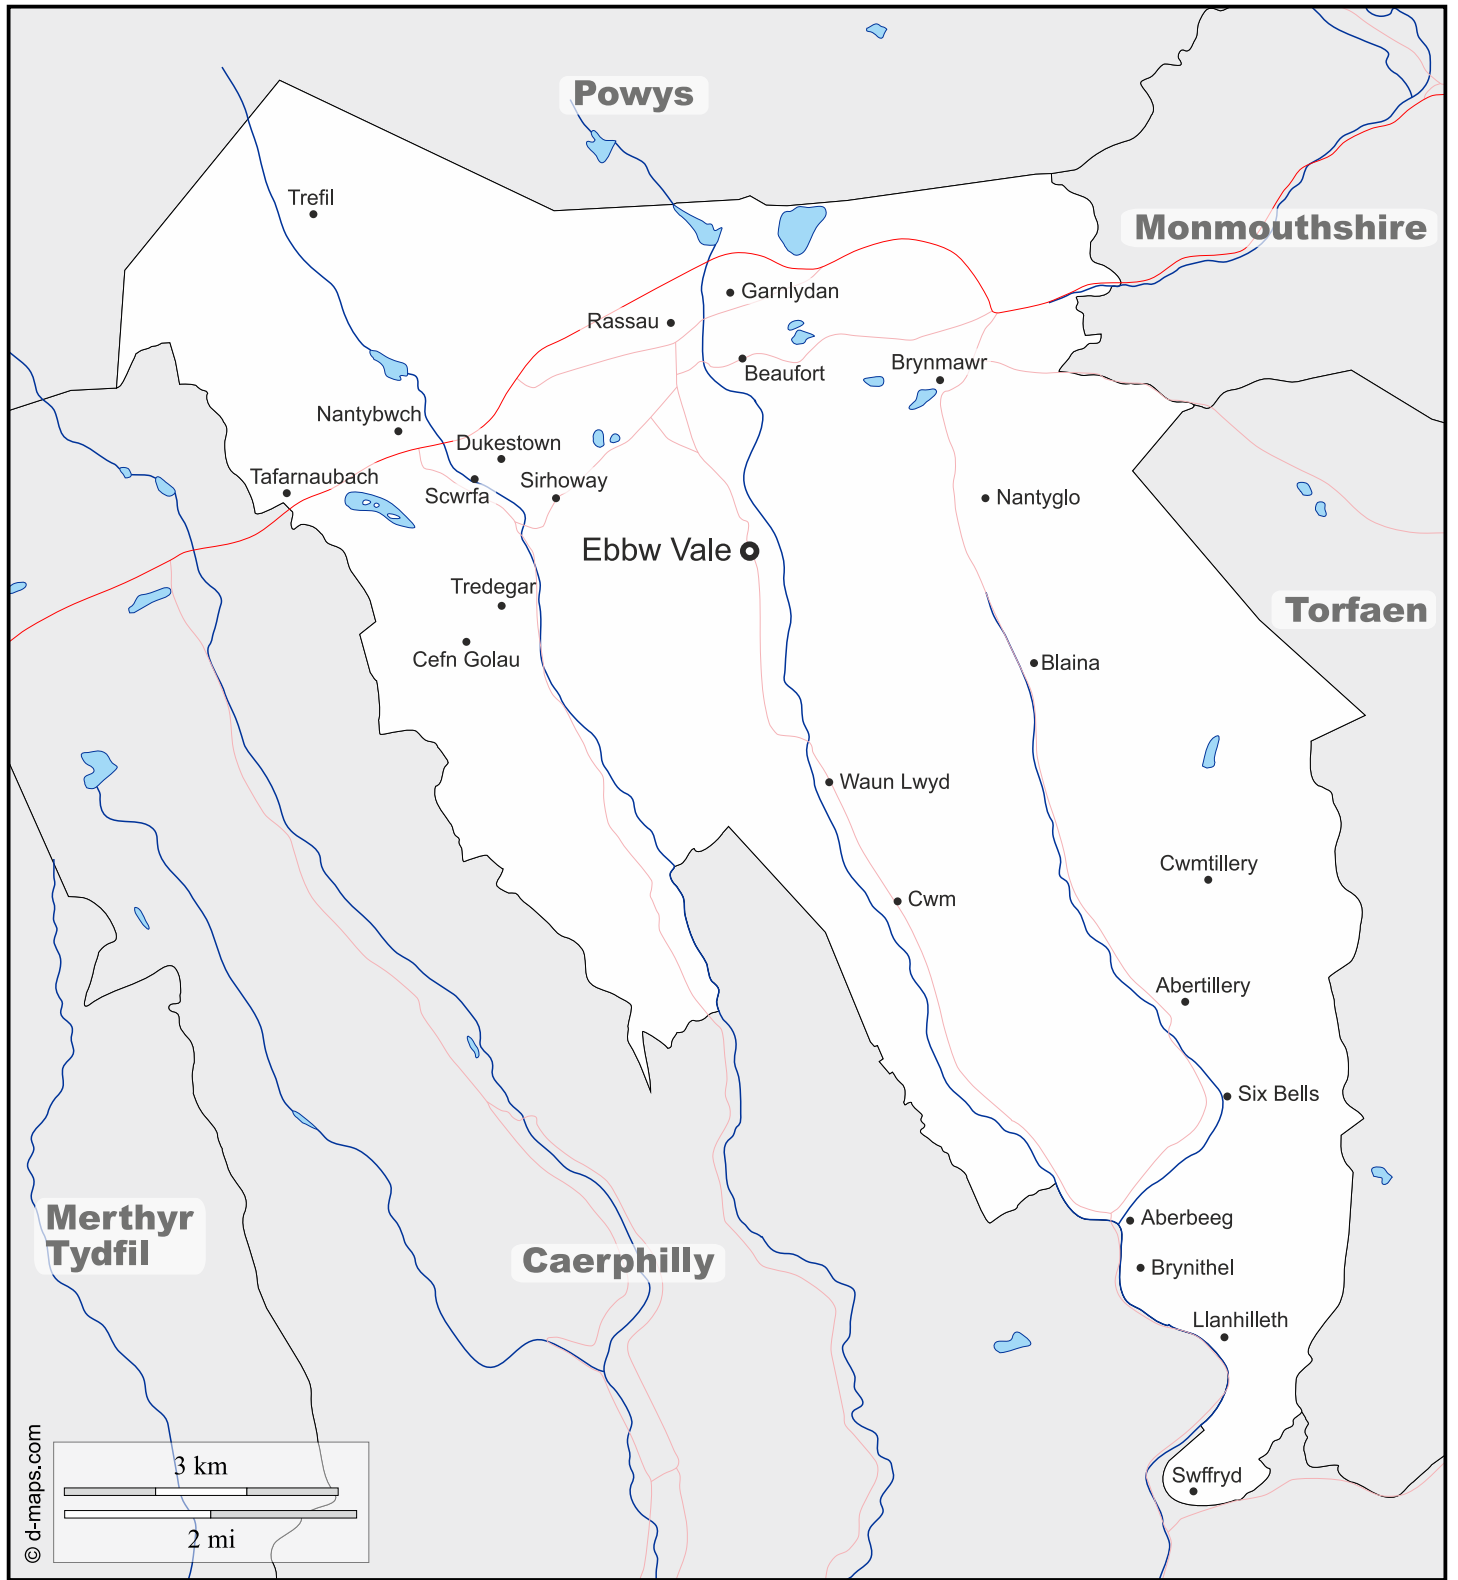 Powys
Trefil
Monmouthshire
Garnlydan
Rassau
Beaufort
Brynmawr
Nantybwch
Dukestown
Tafarnaubach
Sirhoway
Scwrfa
Nantyglo
Ebbw Vale
Tredegar
Torfaen
Cefn Golau
Blaina
Waun Lwyd
Cwmtillery
Cwm
Abertillery
Six Bells
Merthyr
Tydfil
Aberbeeg
Caerphilly
Brynithel
Llanhilleth
Swffryd
3 km
2 mi
© d-maps.com